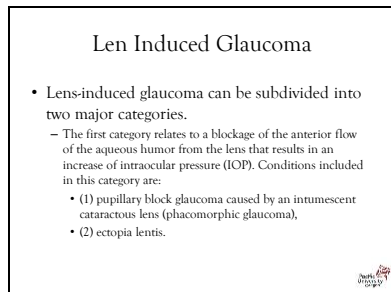 Len Induced Glaucoma
• Lens-induced glaucoma can be subdivided into
two major categories.
– The first category relates to a blockage of the anterior flow
of the aqueous humor from the lens that results in an
increase of intraocular pressure (IOP). Conditions included
in this category are:
• (1) pupillary block glaucoma caused by an intumescent
cataractous lens (phacomorphic glaucoma),
• (2) ectopia lentis.
Pacific
University
Oregon